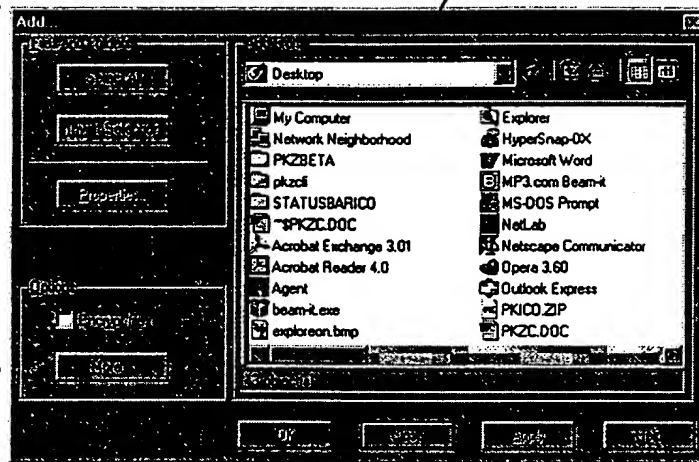 Add...
Desktop
My Computer
Network Neighborhood
PKZBETA
pkzcli
STATUSBARICO
~$PKZC.DOC
Acrobat Exchange 3.01
Acrobat Reader 4.0
Agent
beam-it.exe
exploreon.bmp
Explorer
HyperSnap-DX
Microsoft Word
MP3.com Beam-it
MS-DOS Prompt
NetLab
Netscape Communicator
Opera 3.60
Outlook Express
PKICO.ZIP
PKZC.DOC
Properties...
Options
OK
Apply